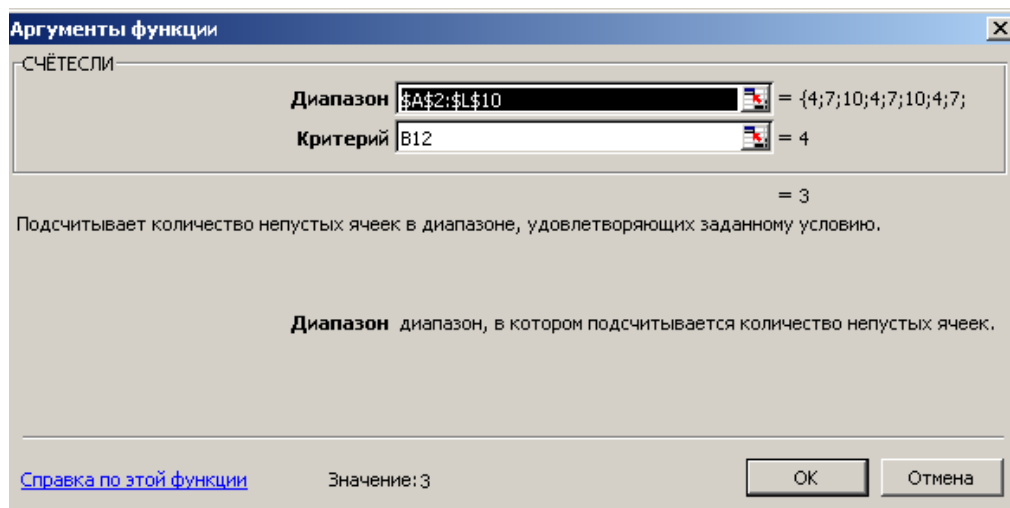 Аргументы функции
СЧЁТЕСЛИ
Диапазон $A$2:$L$10 = {4;7;10;4;7;10;4;7;
Критерий B12 = 4
= 3
Подсчитывает количество непустых ячеек в диапазоне, удовлетворяющих заданному условию.
Диапазон диапазон, в котором подсчитывается количество непустых ячеек.
Справка по этой функции Значение:3 ОК Отмена